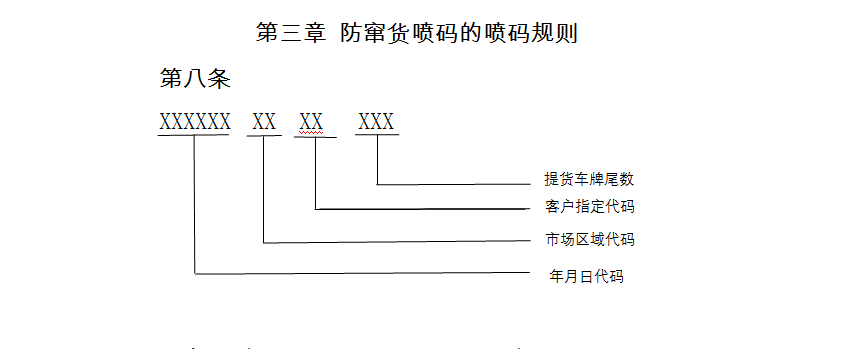 第三章 防窜货喷码的喷码规则
第八条
XXXXXX XX XX XXX
提货车牌尾数
客户指定代码
市场区域代码
年月日代码